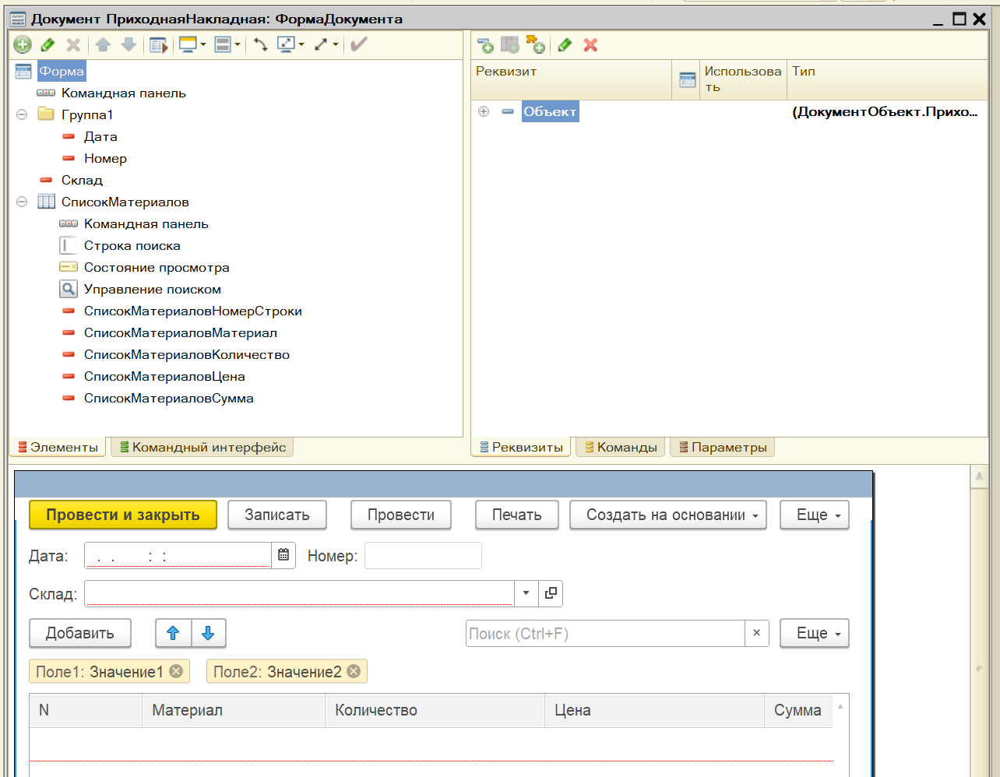 Документ ПриходнаяНакладная: ФормаДокумента
Форма
Командная панель
Группа1
Дата
Номер
Склад
СписокМатериалов
Командная панель
Строка поиска
Состояние просмотра
Управление поиском
СписокМатериаловНомерСтроки
СписокМатериаловМатериал
СписокМатериаловКоличество
СписокМатериаловЦена
СписокМатериаловСумма
Элементы Командный интерфейс
Реквизит Использова Тип
ть
Объект (ДокументОбъект.Прихо...
Реквизиты Команды Параметры
Провести и закрыть Записать Провести Печать Создать на основании Еще
Дата: . . : : Номер:
Склад:
Добавить Поиск (Ctrl+F) × Еще
Поле1: Значение1 Поле2: Значение2
N Материал Количество Цена Сумма